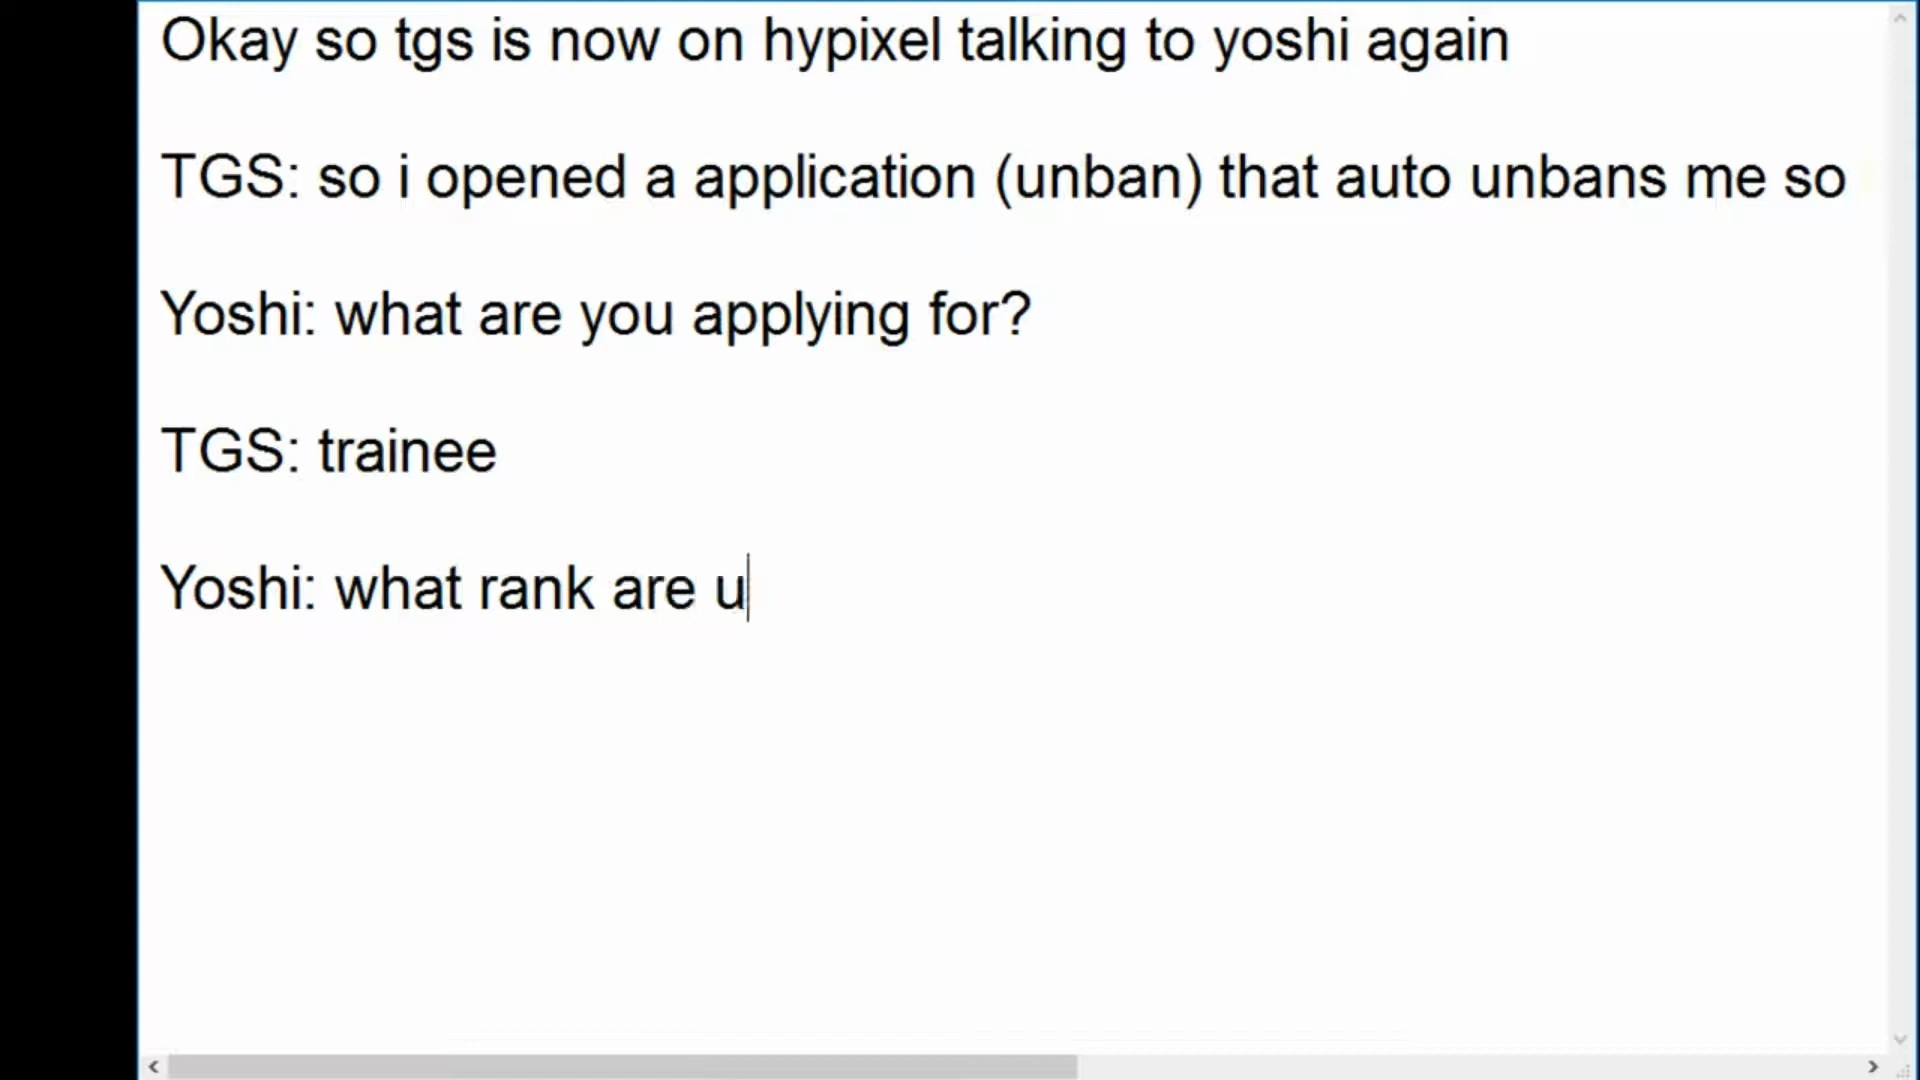 Okay so tgs is now on hypixel talking to yoshi again
TGS: so i opened a application (unban) that auto unbans me so
Yoshi: what are you applying for?
TGS: trainee
Yoshi: what rank are u